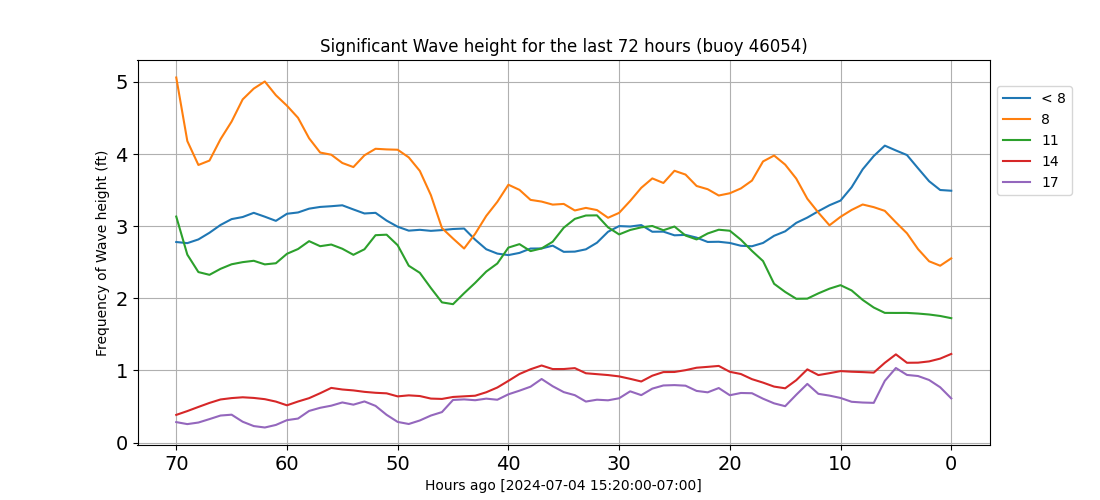 Significant Wave height for the last 72 hours (buoy 46054)
Frequency of Wave height (ft)
5
4
3
2
1
0
70 60 50 40 30 20 10 0
Hours ago [2024-07-04 15:20:00-07:00]
< 8
8
11
14
17